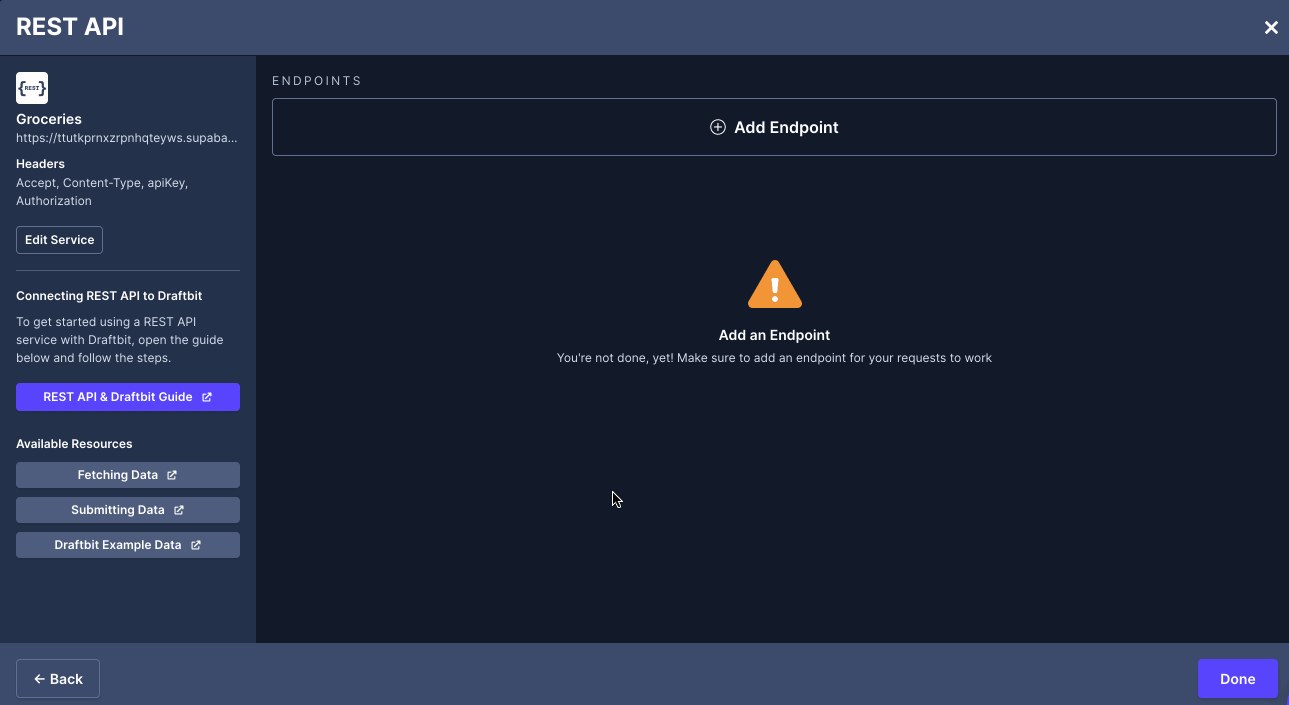 REST API
{REST}
Groceries
https://ttutkprnxzrpnhqteyws.supaba...
Headers
Accept, Content-Type, apiKey,
Authorization
Edit Service
Connecting REST API to Draftbit
To get started using a REST API
service with Draftbit, open the guide
below and follow the steps.
REST API & Draftbit Guide
Available Resources
Fetching Data
Submitting Data
Draftbit Example Data
ENDPOINTS
Add Endpoint
Add an Endpoint
You're not done, yet! Make sure to add an endpoint for your requests to work
← Back
Done